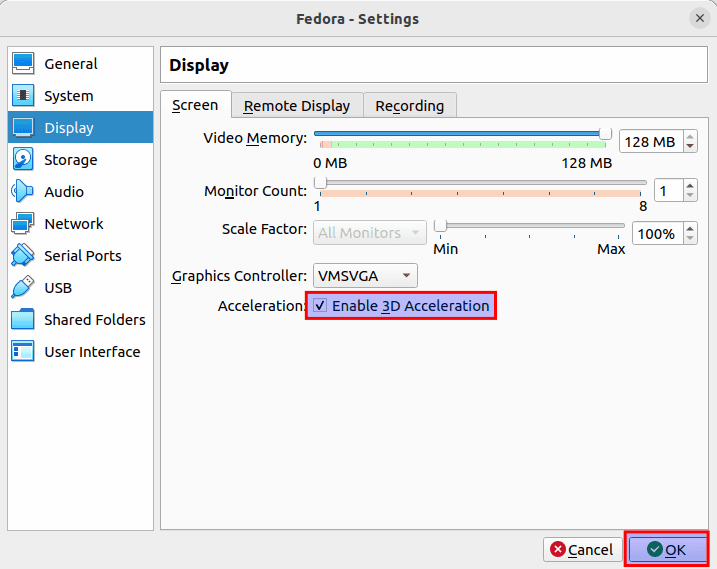 Fedora - Settings
General
System
Display
Storage
Audio
Network
Serial Ports
USB
Shared Folders
User Interface
Display
Screen
Remote Display
Recording
Video Memory:
128 MB
0 MB
128 MB
Monitor Count:
1
1
8
Scale Factor:
All Monitors
100%
Min
Max
Graphics Controller:
VMSVGA
Acceleration:
Enable 3D Acceleration
Cancel
OK